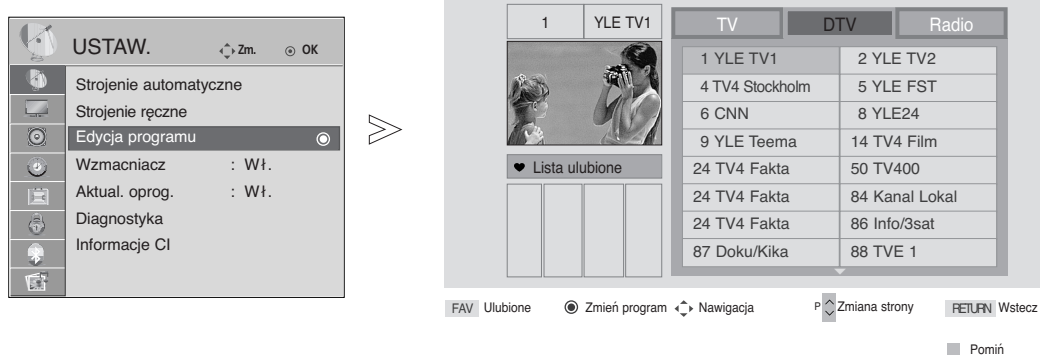 USTAW. Zm. OK
Strojenie automatyczne
Strojenie ręczne
Edycja programu
Wzmacniacz : Wł.
Aktual. oprog. : Wł.
Diagnostyka
Informacje CI
1 YLE TV1
Lista ulubione
TV DTV Radio
1 YLE TV1 2 YLE TV2
4 TV4 Stockholm 5 YLE FST
6 CNN 8 YLE24
9 YLE Teema 14 TV4 Film
24 TV4 Fakta 50 TV400
24 TV4 Fakta 84 Kanal Lokal
24 TV4 Fakta 86 Info/3sat
87 Doku/Kika 88 TVE 1
FAV Ulubione Zmień program Nawigacja P Zmiana strony RETURN Wstecz
Pomiń